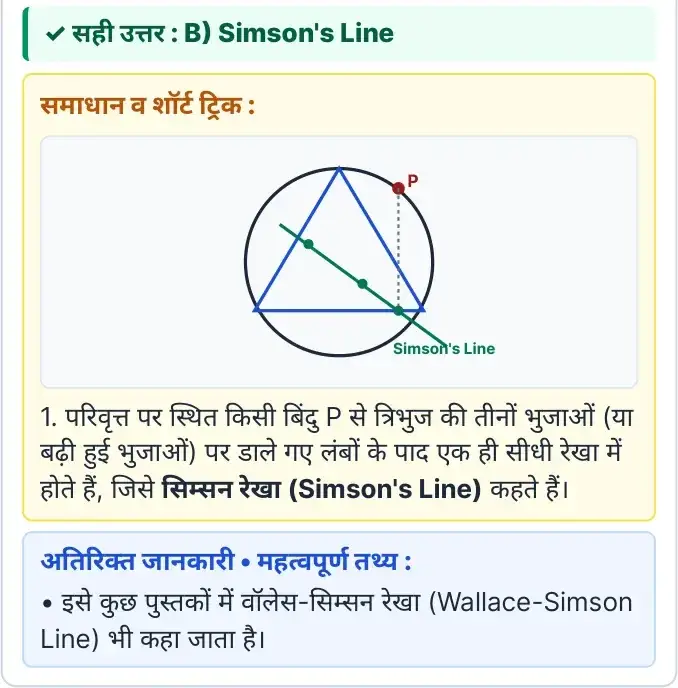 ✓ सही उत्तर : B) Simson's Line
समाधान व शॉर्ट ट्रिक :
P
Simson's Line
1. परिवृत्त पर स्थित किसी बिंदु P से त्रिभुज की तीनों भुजाओं (या
बढ़ी हुई भुजाओं) पर डाले गए लंबों के पाद एक ही सीधी रेखा में
होते हैं, जिसे सिम्सन रेखा (Simson's Line) कहते हैं।
अतिरिक्त जानकारी • महत्वपूर्ण तथ्य :
• इसे कुछ पुस्तकों में वॉलेस-सिम्सन रेखा (Wallace-Simson
Line) भी कहा जाता है।